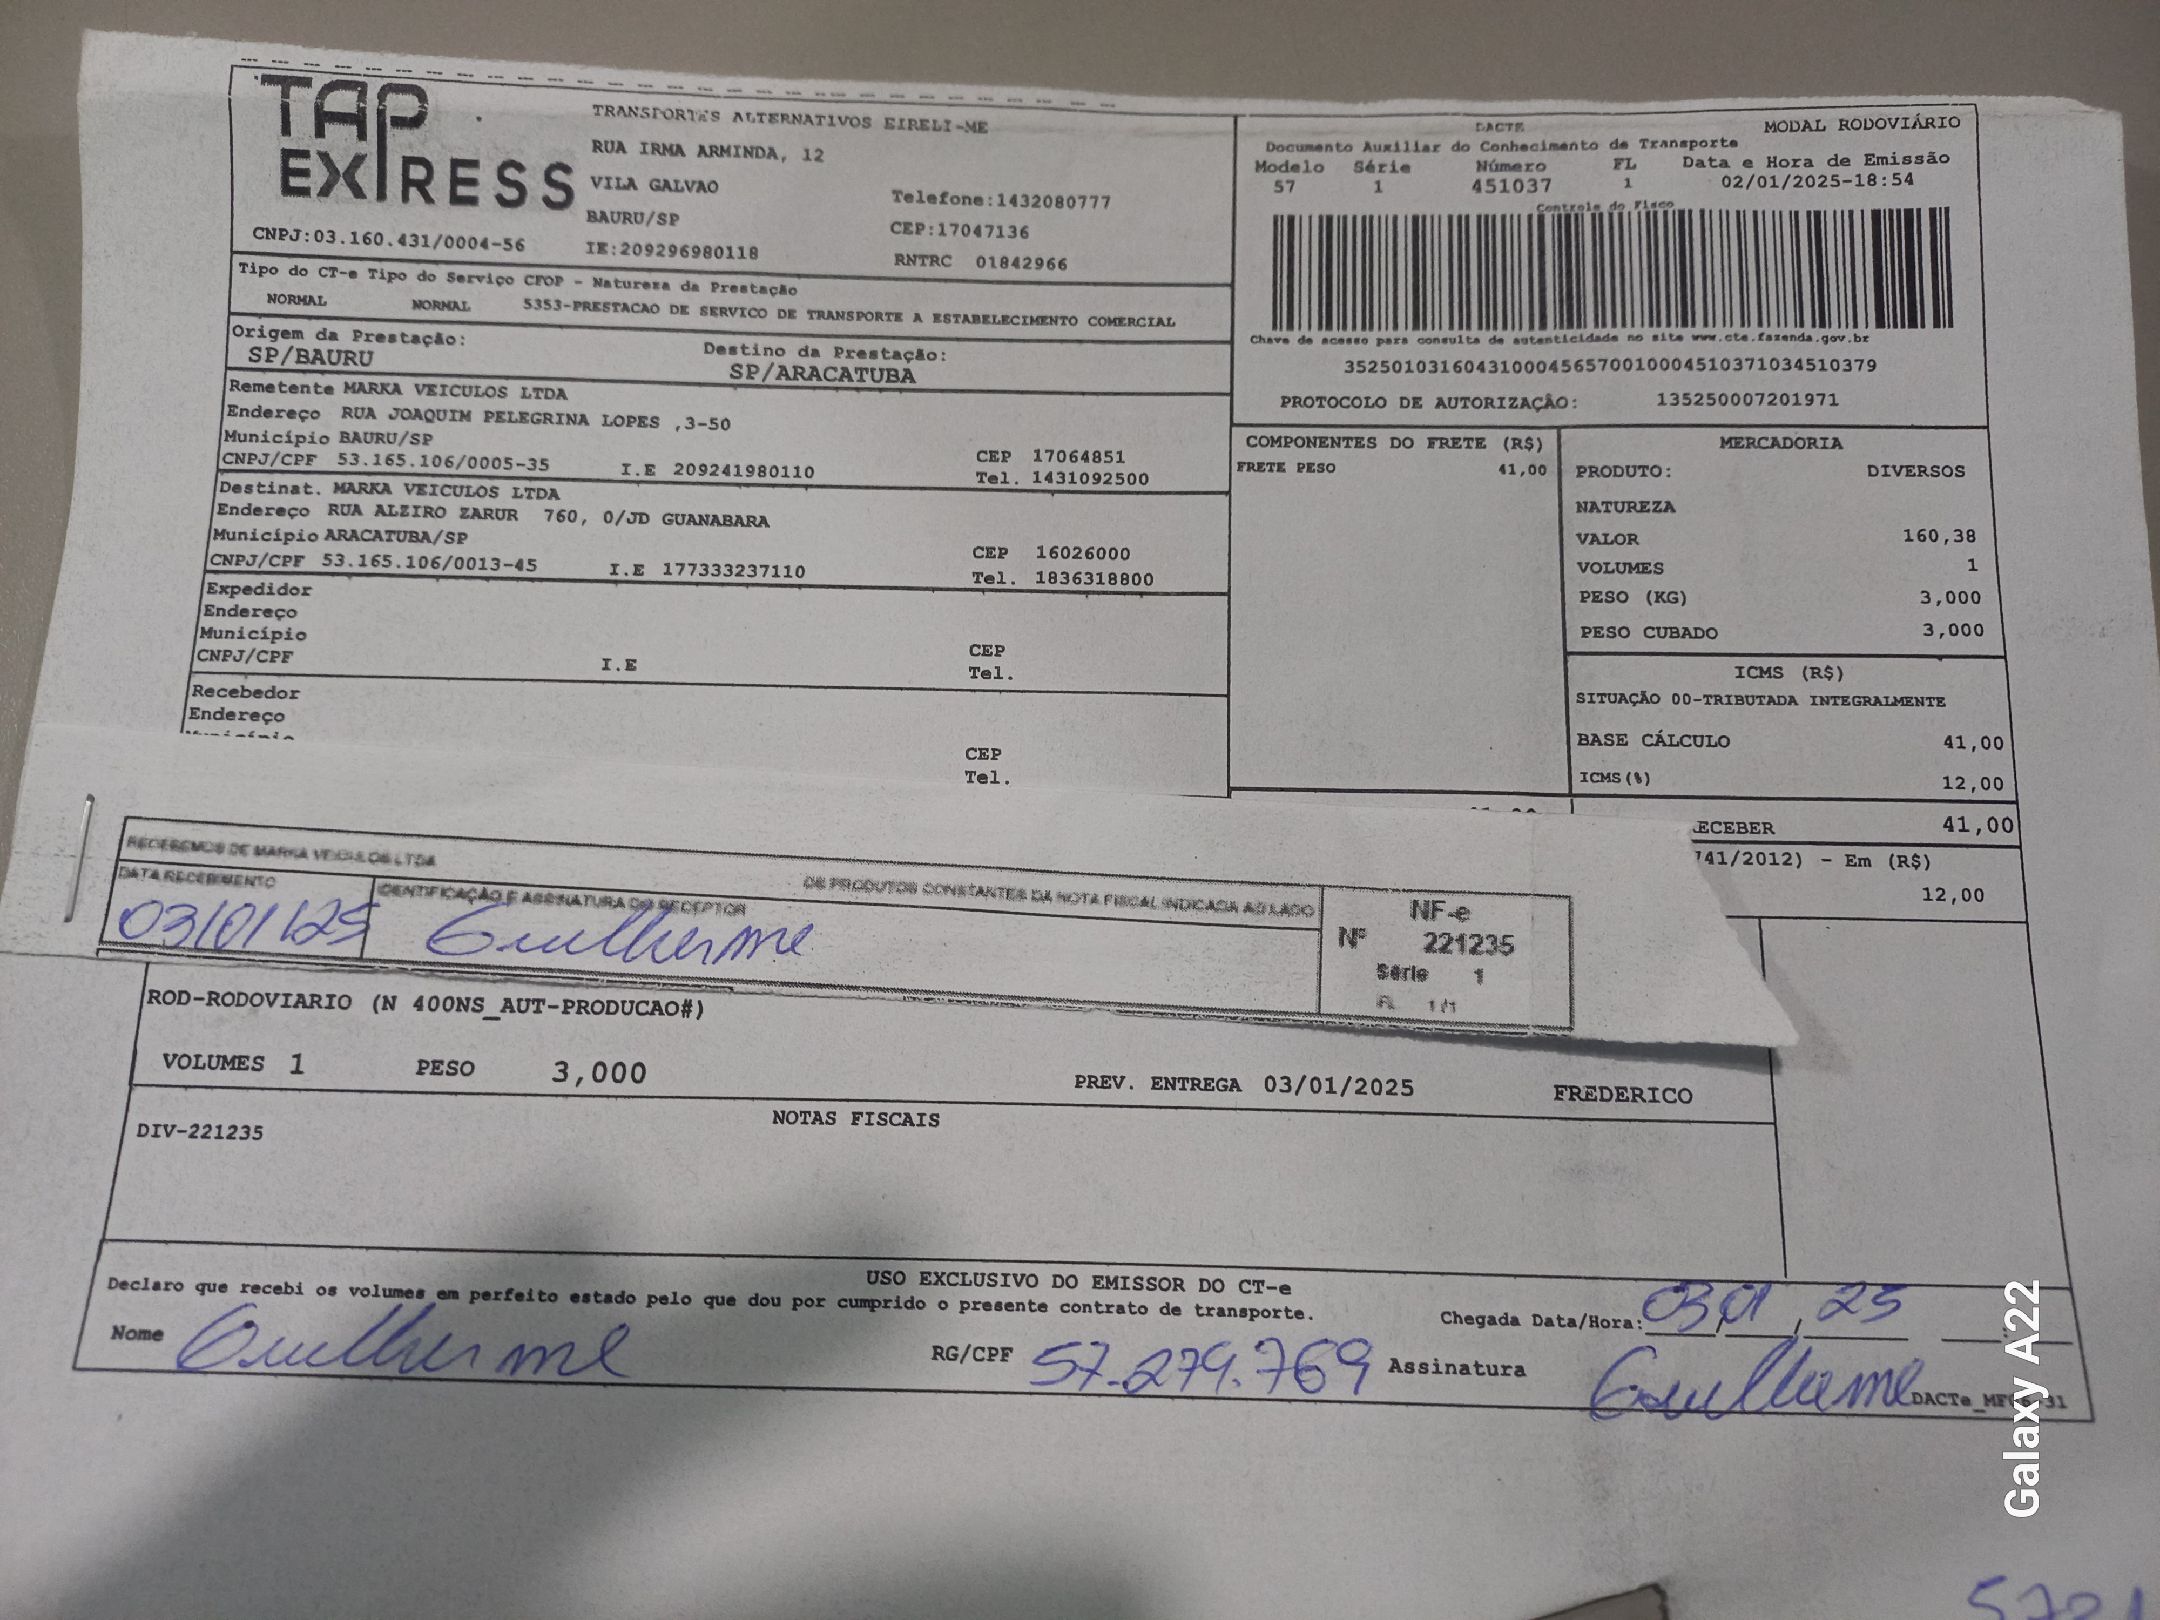 TAP EXPRESS
TRANSPORTES ALTERNATIVOS EIRELI-ME
RUA IRMA ARMINDA, 12
VILA GALVAO
BAURU/SP
IE:209296980118
Telefone:1432080777
CEP:17047136
RNTRC 01842966
CNPJ:03.160.431/0004-56
DACTE
MODAL RODOVIÁRIO
Documento Auxiliar do Conhecimento de Transporte
Modelo Série Número FL Data e Hora de Emissão
57 1 451037 1 02/01/2025-18:54
Controle do Fisco
Chave de acesso para consulta de autenticidade no site www.cte.fazenda.gov.br
35250103160431000456570010004510371034510379
PROTOCOLO DE AUTORIZAÇÃO: 135250007201971
Tipo do CT-e Tipo do Serviço CFOP - Natureza da Prestação
NORMAL NORMAL 5353-PRESTACAO DE SERVICO DE TRANSPORTE A ESTABELECIMENTO COMERCIAL
Origem da Prestação: Destino da Prestação:
SP/BAURU SP/ARACATUBA
Remetente MARKA VEICULOS LTDA
Endereço RUA JOAQUIM PELEGRINA LOPES ,3-50
Município BAURU/SP CEP 17064851
CNPJ/CPF 53.165.106/0005-35 I.E 209241980110 Tel. 1431092500
Destinat. MARKA VEICULOS LTDA
Endereço RUA ALZIRO ZARUR 760, 0/JD GUANABARA
Município ARACATUBA/SP CEP 16026000
CNPJ/CPF 53.165.106/0013-45 I.E 177333237110 Tel. 1836318800
Expedidor
Endereço
Município CEP
CNPJ/CPF I.E Tel.
Recebedor
Endereço
Município CEP
Tel.
COMPONENTES DO FRETE (R$)
FRETE PESO 41,00
MERCADORIA
PRODUTO: DIVERSOS
NATUREZA
VALOR 160,38
VOLUMES 1
PESO (KG) 3,000
PESO CUBADO 3,000
ICMS (R$)
SITUAÇÃO 00-TRIBUTADA INTEGRALMENTE
BASE CÁLCULO 41,00
ICMS(%) 12,00
ECEBER 41,00
741/2012) - Em (R$)
12,00
RECEBEMOS DE MARKA VEICULOS LTDA OS PRODUTOS CONSTANTES DA NOTA FISCAL INDICADA AO LADO
DATA RECEBIMENTO IDENTIFICAÇÃO E ASSINATURA DO RECEPTOR
03/01/25 Guilherme
NF-e
Nº 221235
Série 1
FL 1/1
ROD-RODOVIARIO (N 400NS_AUT-PRODUCAO#)
VOLUMES 1 PESO 3,000 PREV. ENTREGA 03/01/2025 FREDERICO
NOTAS FISCAIS
DIV-221235
USO EXCLUSIVO DO EMISSOR DO CT-e
Declaro que recebi os volumes em perfeito estado pelo que dou por cumprido o presente contrato de transporte.
Chegada Data/Hora: 03, 01, 25
Nome Guilherme RG/CPF 57.279.769 Assinatura Guilherme
Galaxy A22